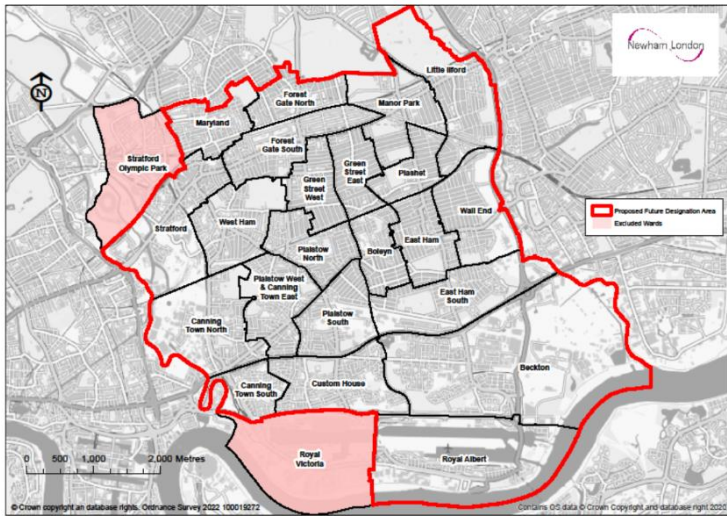 Newham London
N
Little Ilford
Forest
Gate North
Manor Park
Maryland
Stratford
Olympic Park
Forest
Gate South
Green
Street
West
Green
Street
East
Plashet
Stratford
West Ham
Wall End
Proposed Future Designation Area
Excluded Wards
Plaistow
North
Boleyn
East Ham
Plaistow West
& Canning
Town East
Plaistow
South
East Ham
South
Canning
Town North
Beckton
Canning
Town South
Custom House
Royal
Victoria
Royal Albert
0 500 1,000 2,000 Metres
© Crown copyright an database rights. Ordnance Survey 2022 100019272
Contains OS data © Crown Copyright and database right